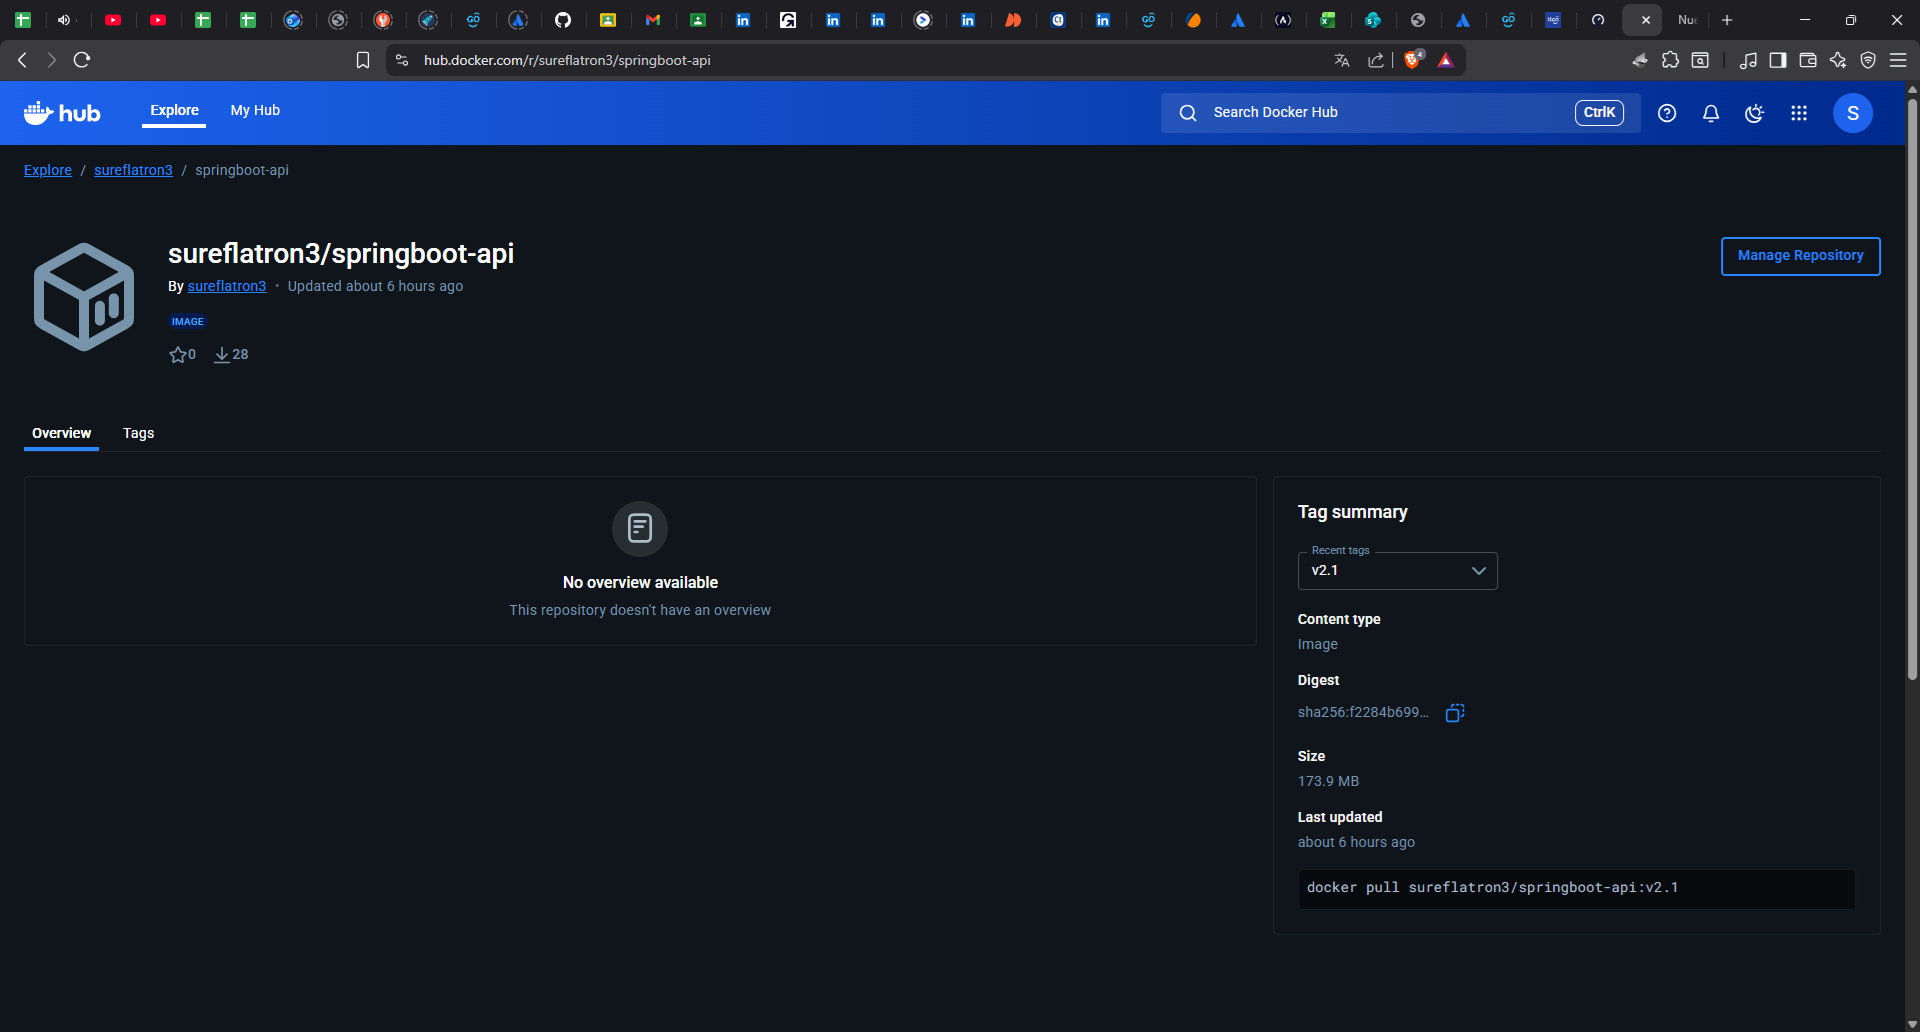 Nue
hub.docker.com/r/sureflatron3/springboot-api
4
hub
Explore
My Hub
Search Docker Hub
CtrlK
S
Explore / sureflatron3 / springboot-api
sureflatron3/springboot-api
Manage Repository
By sureflatron3 • Updated about 6 hours ago
IMAGE
0
28
Overview
Tags
No overview available
This repository doesn't have an overview
Tag summary
Recent tags
v2.1
Content type
Image
Digest
sha256:f2284b699...
Size
173.9 MB
Last updated
about 6 hours ago
docker pull sureflatron3/springboot-api:v2.1